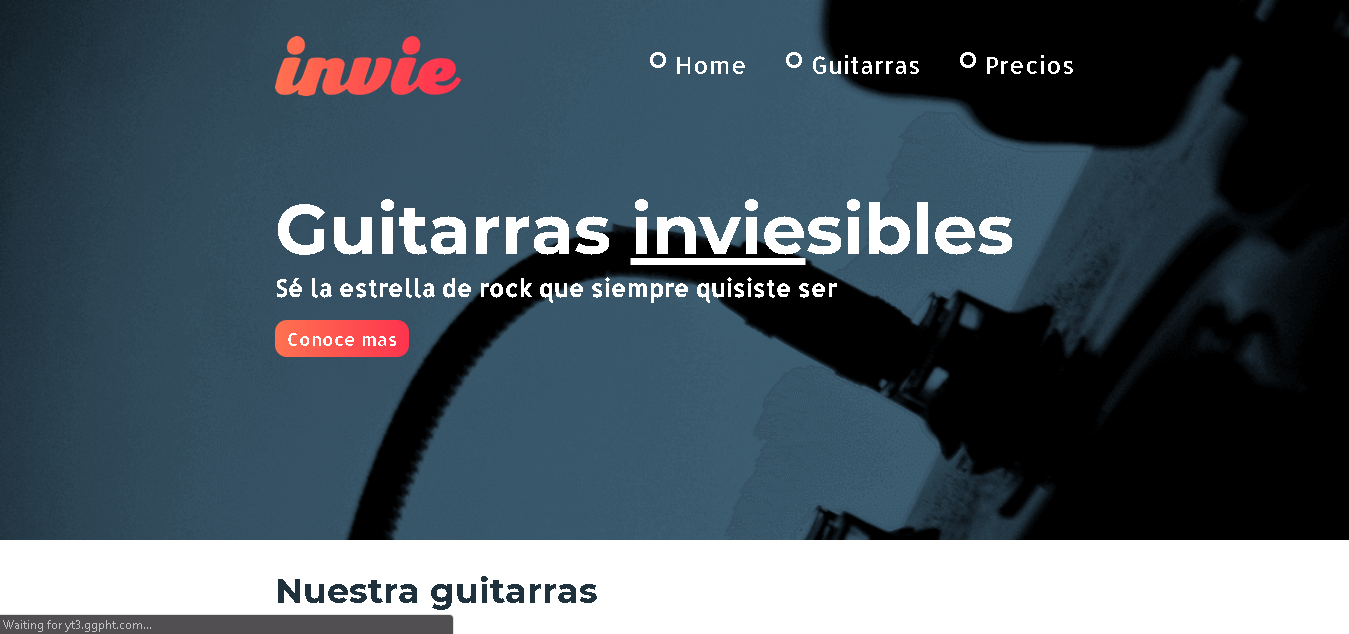 invie
Home Guitarras Precios
Guitarras inviesibles
Sé la estrella de rock que siempre quisiste ser
Conoce mas
Nuestra guitarras
Waiting for yt3.ggpht.com...